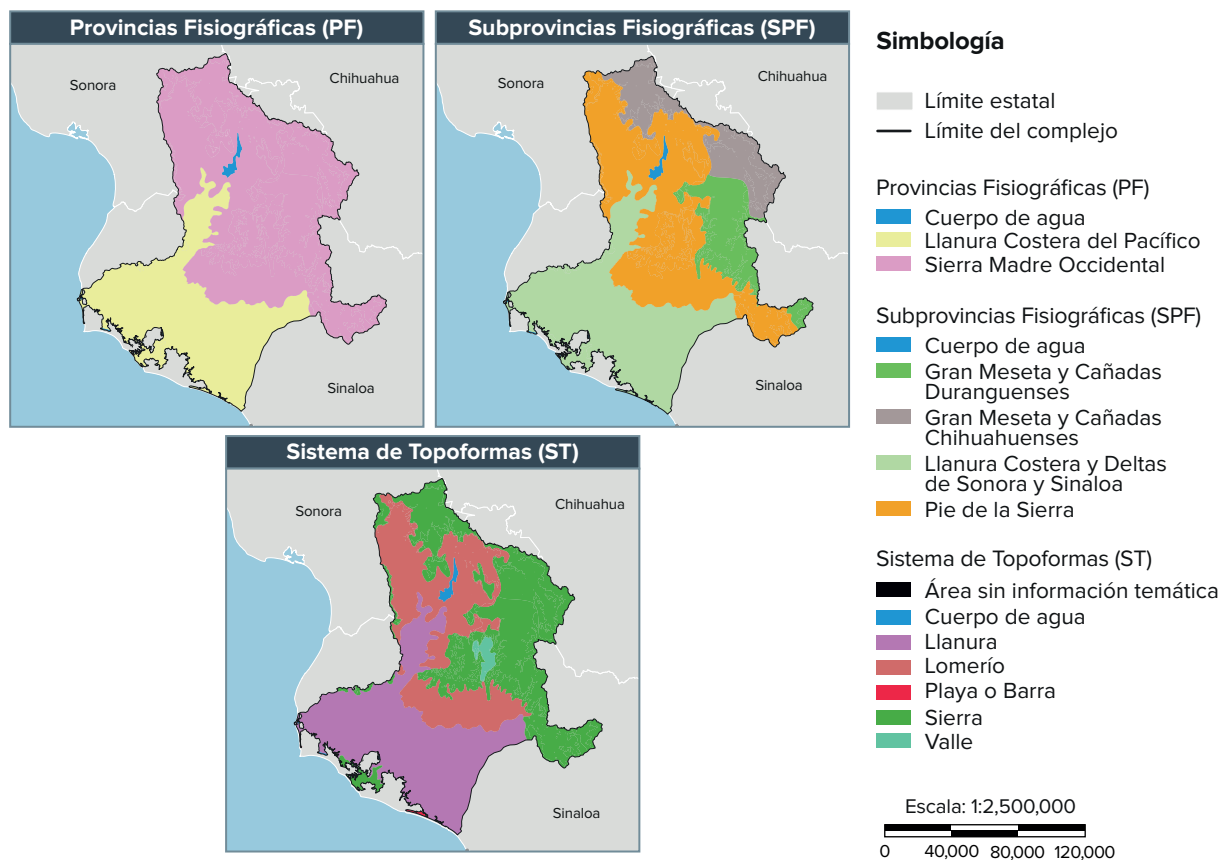 Provincias Fisiográficas (PF)
Sonora
Chihuahua
Sinaloa
Subprovincias Fisiográficas (SPF)
Sonora
Chihuahua
Sinaloa
Sistema de Topoformas (ST)
Sonora
Chihuahua
Sinaloa
Simbología
Límite estatal
Límite del complejo
Provincias Fisiográficas (PF)
Cuerpo de agua
Llanura Costera del Pacífico
Sierra Madre Occidental
Subprovincias Fisiográficas (SPF)
Cuerpo de agua
Gran Meseta y Cañadas
Duranguenses
Gran Meseta y Cañadas
Chihuahuenses
Llanura Costera y Deltas
de Sonora y Sinaloa
Pie de la Sierra
Sistema de Topoformas (ST)
Área sin información temática
Cuerpo de agua
Llanura
Lomerío
Playa o Barra
Sierra
Valle
Escala: 1:2,500,000
0 40,000 80,000 120,000